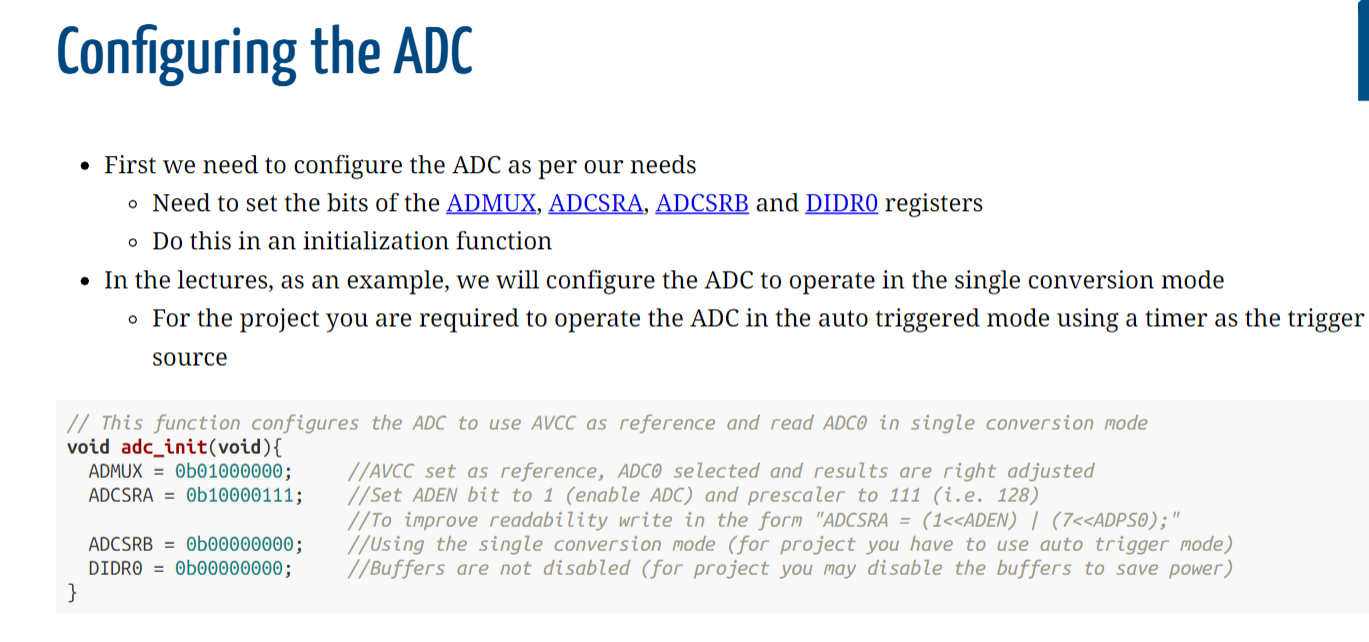 Configuring the ADC
• First we need to configure the ADC as per our needs
◦ Need to set the bits of the ADMUX, ADCSRA, ADCSRB and DIDR0 registers
◦ Do this in an initialization function
• In the lectures, as an example, we will configure the ADC to operate in the single conversion mode
◦ For the project you are required to operate the ADC in the auto triggered mode using a timer as the trigger
source
// This function configures the ADC to use AVCC as reference and read ADC0 in single conversion mode
void adc_init(void){
  ADMUX = 0b01000000;     //AVCC set as reference, ADC0 selected and results are right adjusted
  ADCSRA = 0b10000111;    //Set ADEN bit to 1 (enable ADC) and prescaler to 111 (i.e. 128)
                          //To improve readability write in the form "ADCSRA = (1<<ADEN) | (7<<ADPS0);"
  ADCSRB = 0b00000000;    //Using the single conversion mode (for project you have to use auto trigger mode)
  DIDR0 = 0b00000000;     //Buffers are not disabled (for project you may disable the buffers to save power)
}